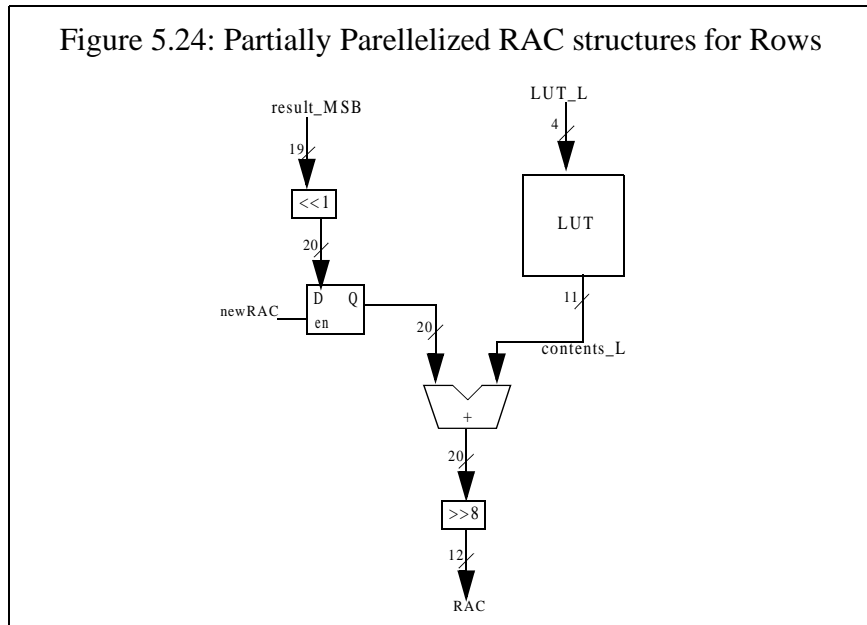 Figure 5.24: Partially Parellelized RAC structures for Rows
LUT_L
result_MSB
4
19
<<1
LUT
20
D Q
11
newRAC
en
20
contents_L
+
20
>>8
12
RAC